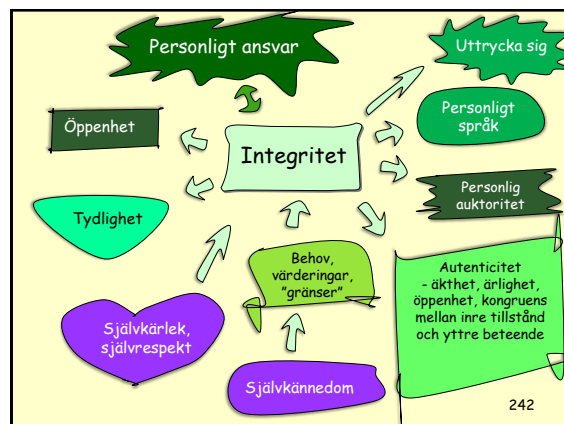 Personligt ansvar
Uttrycka sig
Öppenhet
Personligt
språk
Integritet
Personlig
auktoritet
Tydlighet
Behov,
värderingar,
"gränser"
Autenticitet
- äkthet, ärlighet,
öppenhet, kongruens
mellan inre tillstånd
och yttre beteende
Självkärlek,
självrespekt
Självkännedom
242